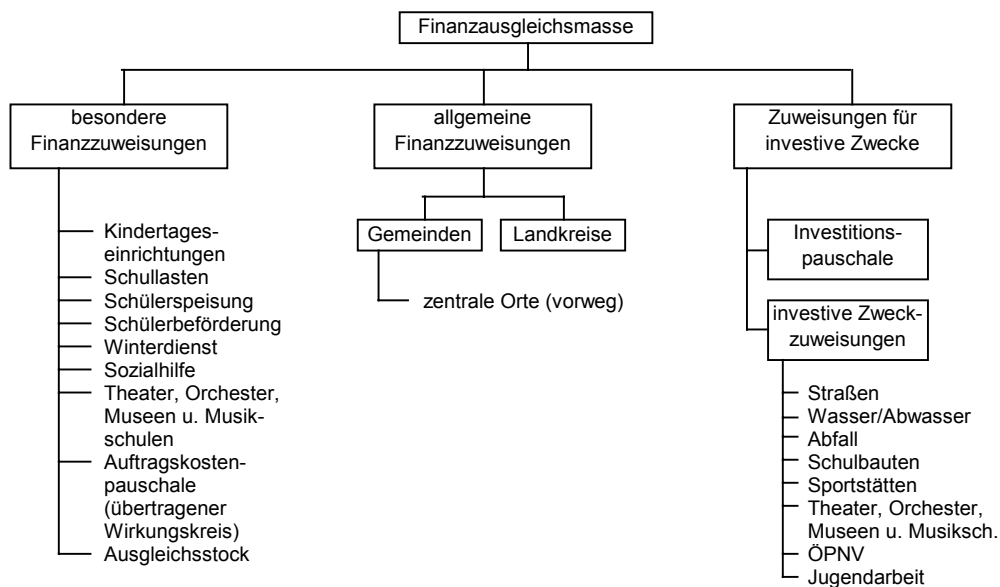 Finanzausgleichsmasse
besondere
Finanzzuweisungen
allgemeine
Finanzzuweisungen
Zuweisungen für
investive Zwecke
Kindertages-
einrichtungen
Schullasten
Schülerspeisung
Schülerbeförderung
Winterdienst
Sozialhilfe
Theater, Orchester,
Museen u. Musik-
schulen
Auftragskosten-
pauschale
(übertragener
Wirkungskreis)
Ausgleichsstock
Gemeinden
Landkreise
zentrale Orte (vorweg)
Investitions-
pauschale
investive Zweck-
zuweisungen
Straßen
Wasser/Abwasser
Abfall
Schulbauten
Sportstätten
Theater, Orchester,
Museen u. Musiksch.
ÖPNV
Jugendarbeit